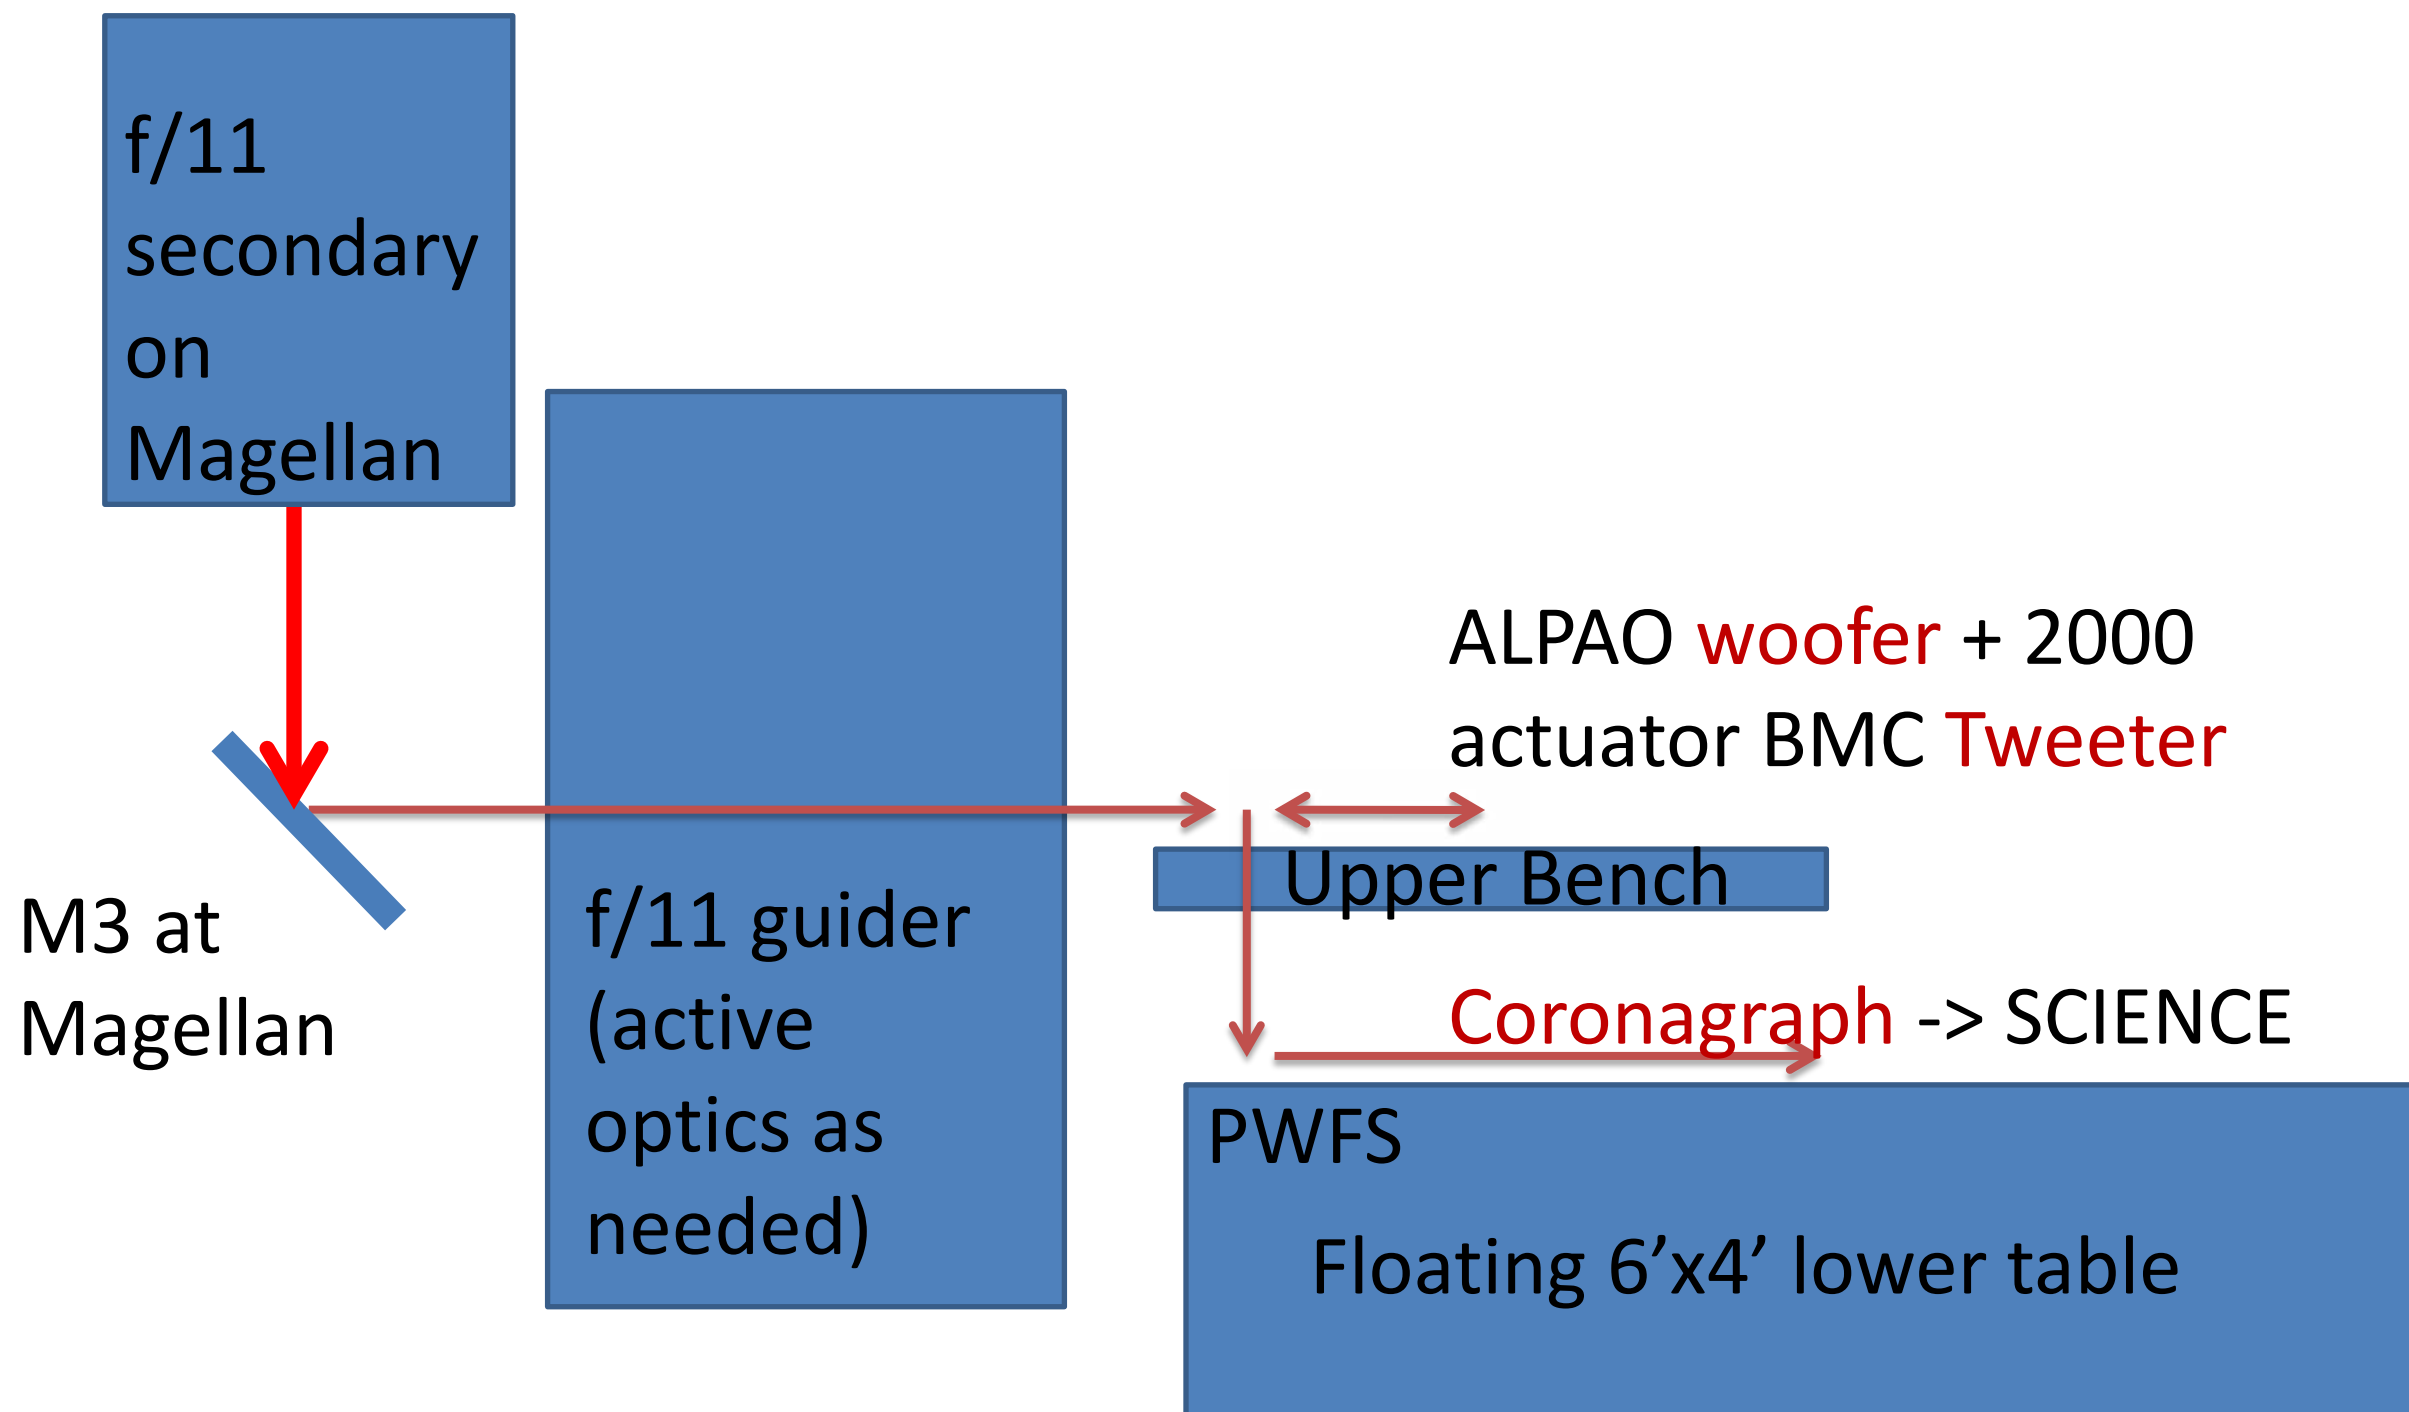 f/11
secondary
on
Magellan
M3 at
Magellan
f/11 guider
(active
optics as
needed)
ALPAO woofer + 2000
actuator BMC Tweeter
Upper Bench
Coronagraph -> SCIENCE
PWFS
Floating 6’x4’ lower table